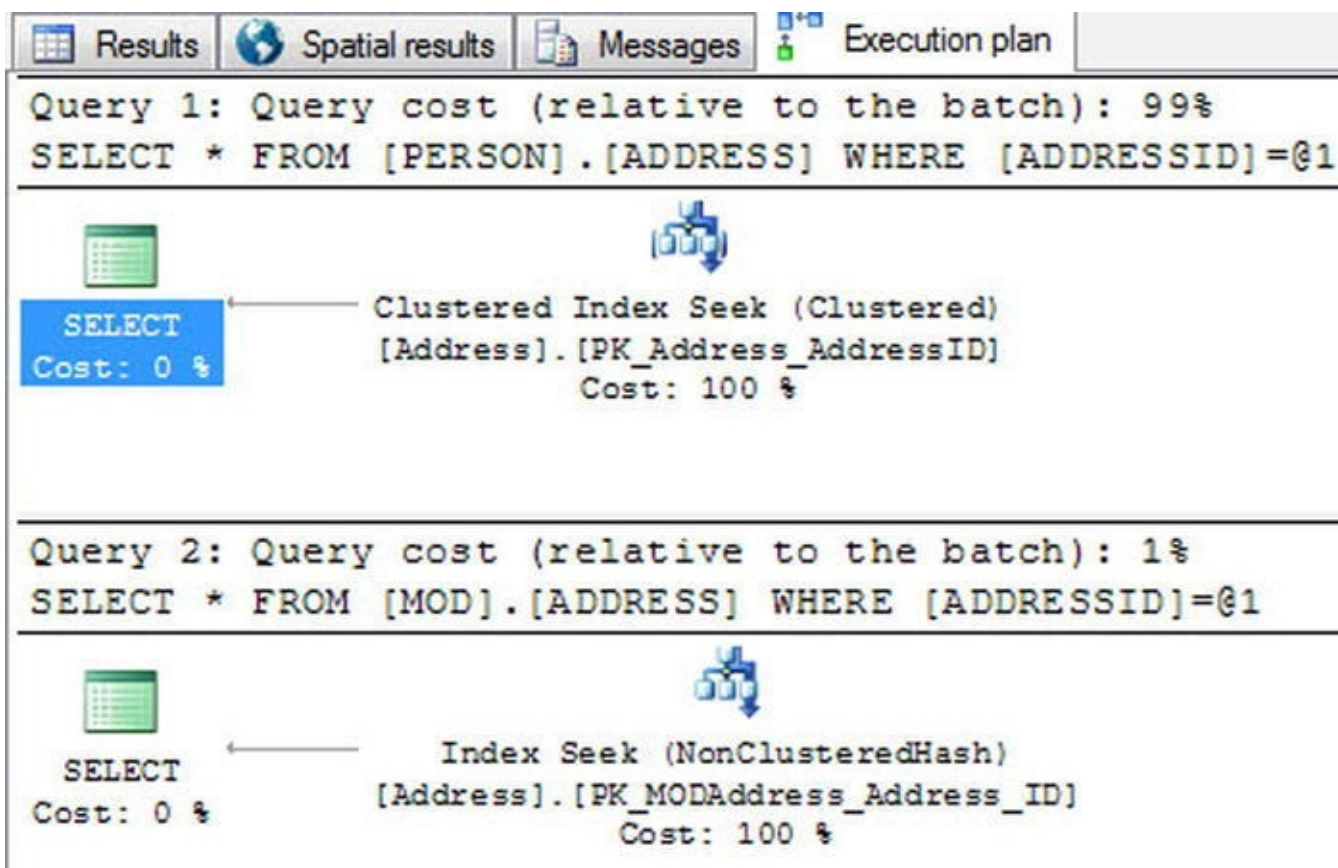 Results Spatial results Messages Execution plan
Query 1: Query cost (relative to the batch): 99%
SELECT * FROM [PERSON].[ADDRESS] WHERE [ADDRESSID]=@1
SELECT
Cost: 0 %
Clustered Index Seek (Clustered)
[Address].[PK_Address_AddressID]
Cost: 100 %
Query 2: Query cost (relative to the batch): 1%
SELECT * FROM [MOD].[ADDRESS] WHERE [ADDRESSID]=@1
SELECT
Cost: 0 %
Index Seek (NonClusteredHash)
[Address].[PK_MODAddress_Address_ID]
Cost: 100 %